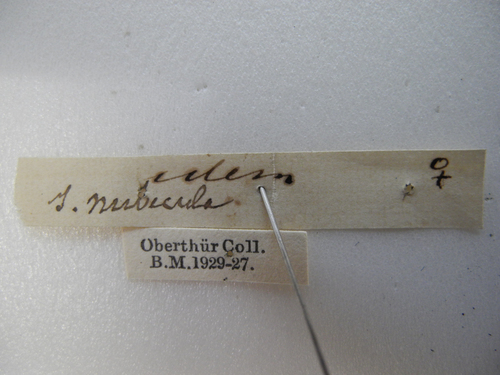 idem ♀
S. nubecula
Oberthür Coll.
B.M.1929-27.